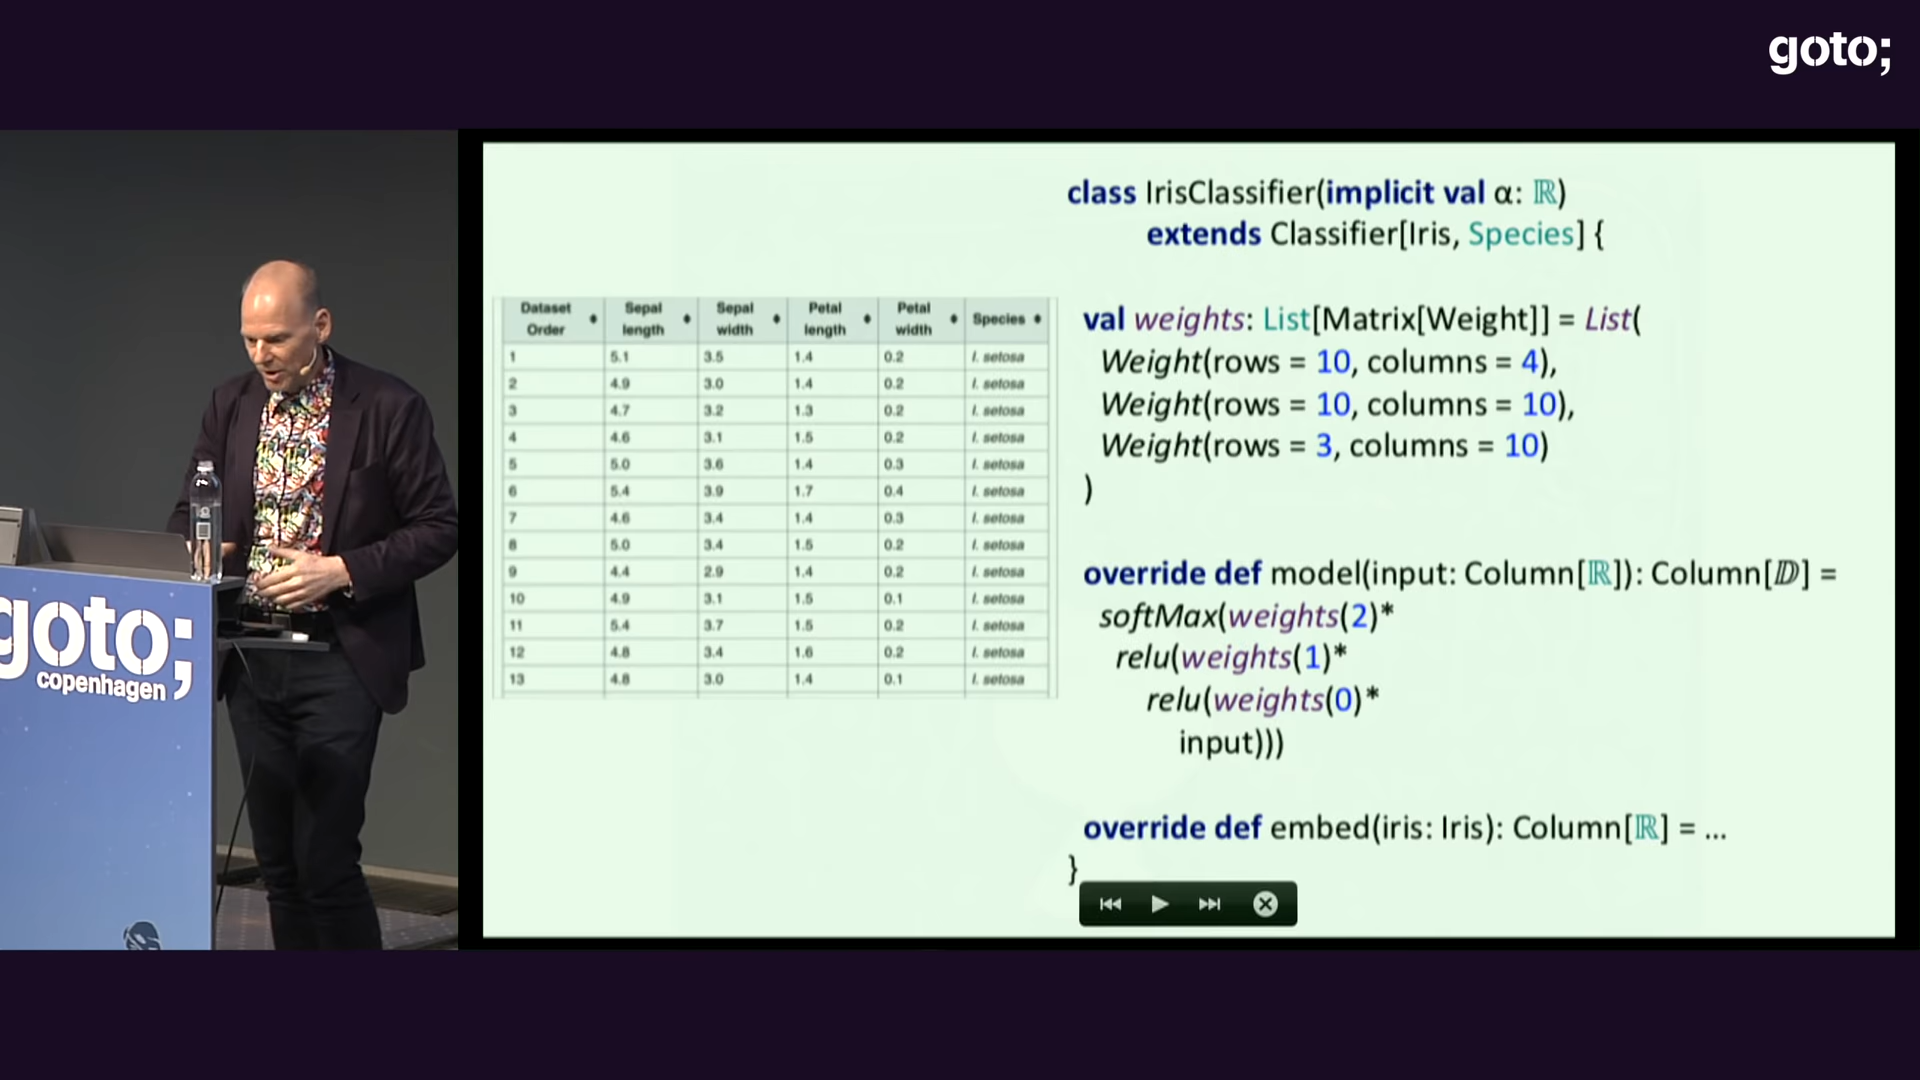 goto;
goto;
copenhagen
Dataset Order Sepal length Sepal width Petal length Petal width Species
1 5.1 3.5 1.4 0.2 I. setosa
2 4.9 3.0 1.4 0.2 I. setosa
3 4.7 3.2 1.3 0.2 I. setosa
4 4.6 3.1 1.5 0.2 I. setosa
5 5.0 3.6 1.4 0.3 I. setosa
6 5.4 3.9 1.7 0.4 I. setosa
7 4.6 3.4 1.4 0.3 I. setosa
8 5.0 3.4 1.5 0.2 I. setosa
9 4.4 2.9 1.4 0.2 I. setosa
10 4.9 3.1 1.5 0.1 I. setosa
11 5.4 3.7 1.5 0.2 I. setosa
12 4.8 3.4 1.6 0.2 I. setosa
13 4.8 3.0 1.4 0.1 I. setosa
class IrisClassifier(implicit val α: ℝ)
extends Classifier[Iris, Species] {
val weights: List[Matrix[Weight]] = List(
Weight(rows = 10, columns = 4),
Weight(rows = 10, columns = 10),
Weight(rows = 3, columns = 10)
)
override def model(input: Column[ℝ]): Column[𝔻] =
softMax(weights(2)*
relu(weights(1)*
relu(weights(0)*
input)))
override def embed(iris: Iris): Column[ℝ] = ...
}